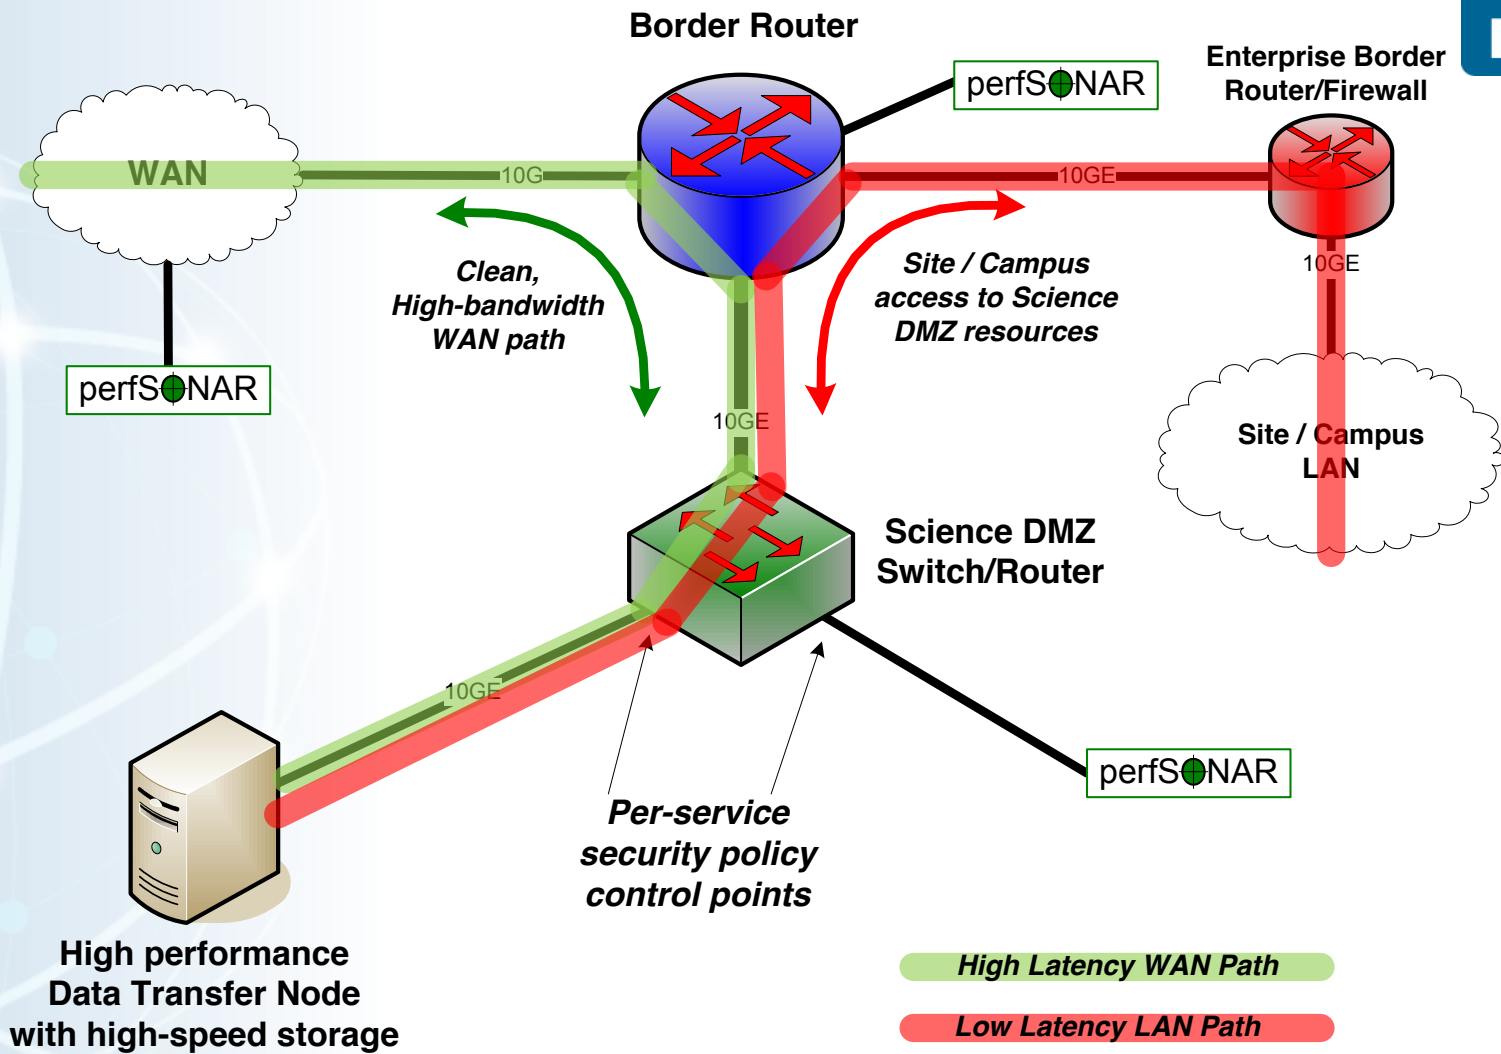 Border Router
perfSONAR
Enterprise Border
Router/Firewall
WAN
10G
10GE
10GE
Clean,
High-bandwidth
WAN path
Site / Campus
access to Science
DMZ resources
perfSONAR
10GE
Site / Campus
LAN
Science DMZ
Switch/Router
10GE
perfSONAR
Per-service
security policy
control points
High performance
Data Transfer Node
with high-speed storage
High Latency WAN Path
Low Latency LAN Path